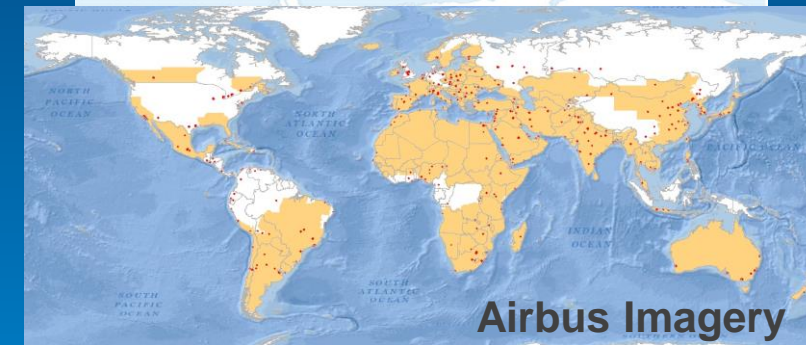 NORTH
PACIFIC
OCEAN
NORTH
ATLANTIC
OCEAN
PACIFIC OCEAN
INDIAN
OCEAN
SOUTH
PACIFIC
OCEAN
SOUTH
ATLANTIC
OCEAN
Airbus Imagery